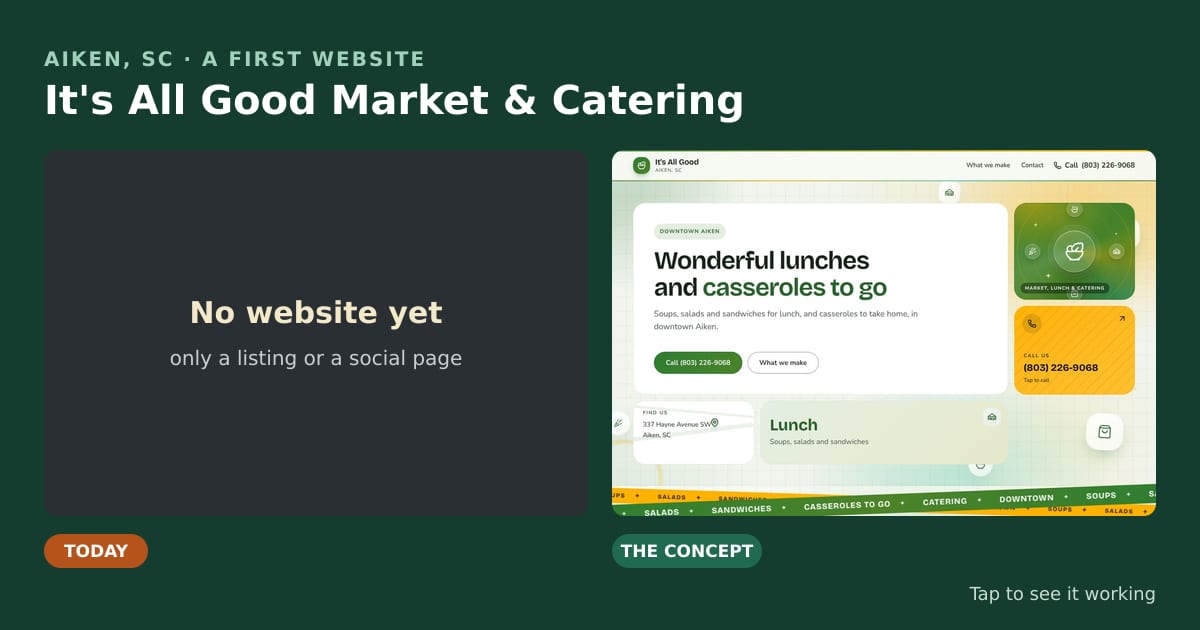 AIKEN, SC · A FIRST WEBSITE
It's All Good Market & Catering
No website yet
only a listing or a social page
TODAY
It's All Good
AIKEN, SC
What we make
Contact
Call (803) 226-9068
DOWNTOWN AIKEN
Wonderful lunches
and casseroles to go
Soups, salads and sandwiches for lunch, and casseroles to take home, in
downtown Aiken.
Call (803) 226-9068
What we make
MARKET, LUNCH & CATERING
CALL US
(803) 226-9068
Tap to call
FIND US
337 Hayne Avenue SW
Aiken, SC
Lunch
Soups, salads and sandwiches
SALADS
SALADS + SANDWICHES + CASSEROLES TO GO + CATERING + DOWNTOWN + SOUPS +
SOUPS + SALADS
THE CONCEPT
Tap to see it working